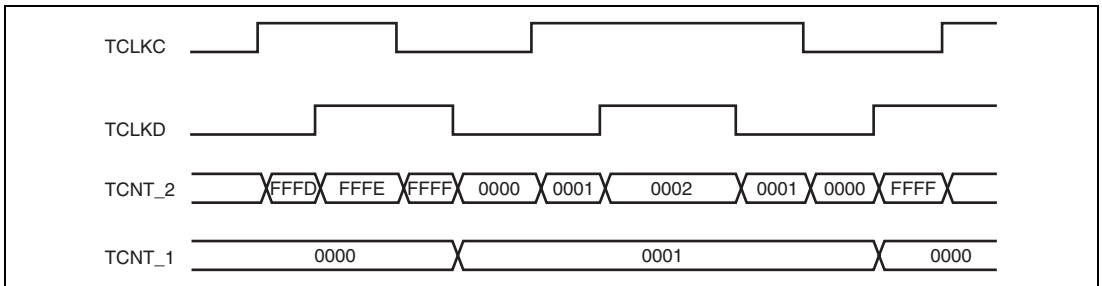 TCLKC
TCLKD
TCNT_2 FFFD FFFE FFFF 0000 0001 0002 0001 0000 FFFF
TCNT_1 0000 0001 0000